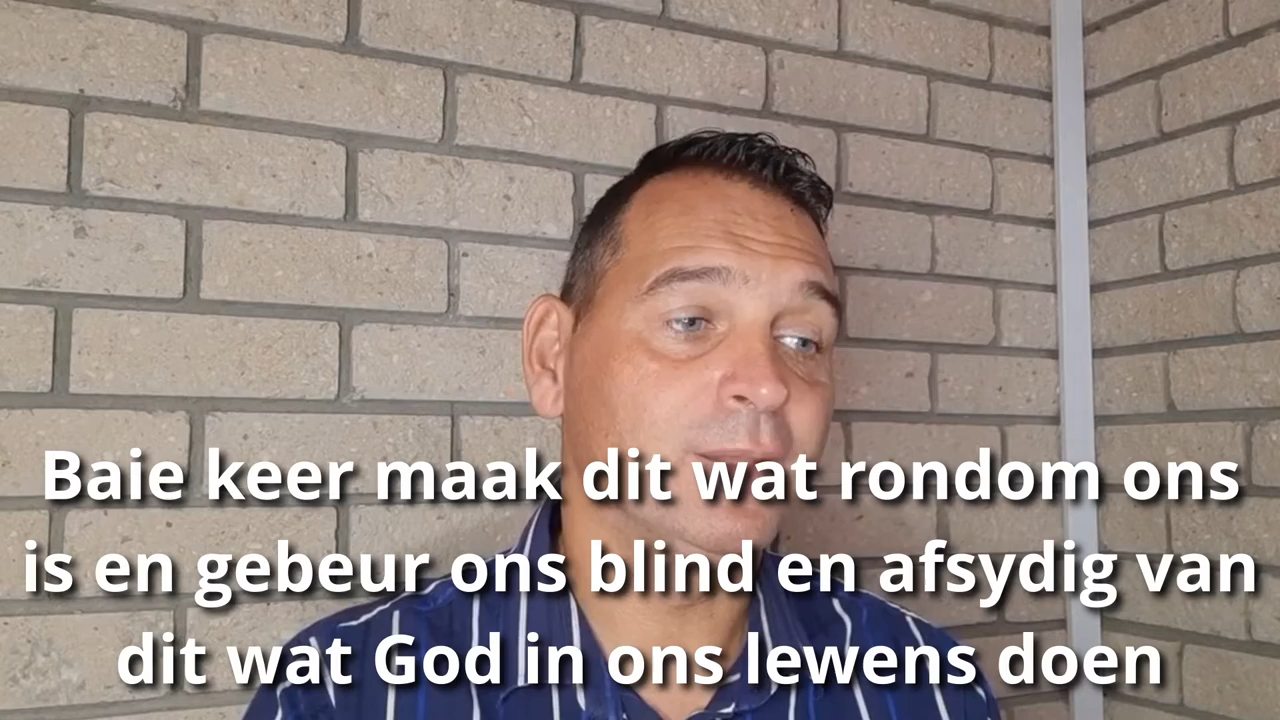 Baie keer maak dit wat rondom ons
is en gebeur ons blind en afsydig van
dit wat God in ons lewens doen